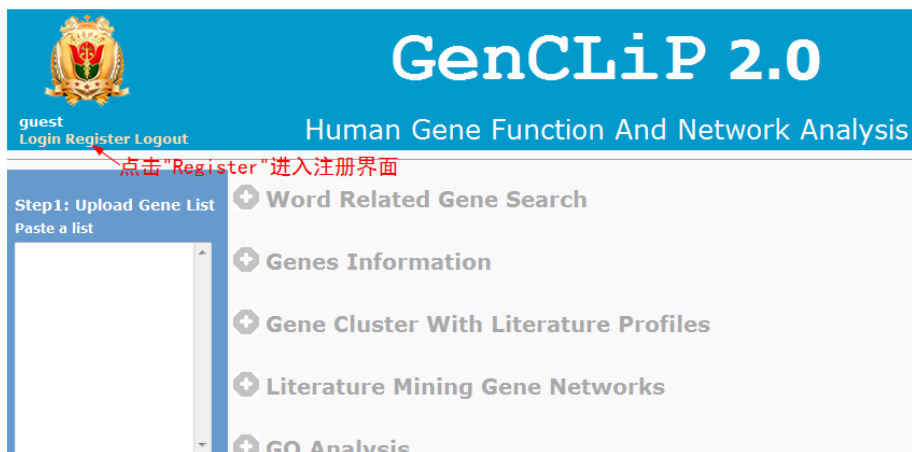 GenCLiP 2.0
guest
Login Register Logout
Human Gene Function And Network Analysis
点击"Register"进入注册界面
Step1: Upload Gene List
Paste a list
Word Related Gene Search
Genes Information
Gene Cluster With Literature Profiles
Literature Mining Gene Networks
GO Analysis